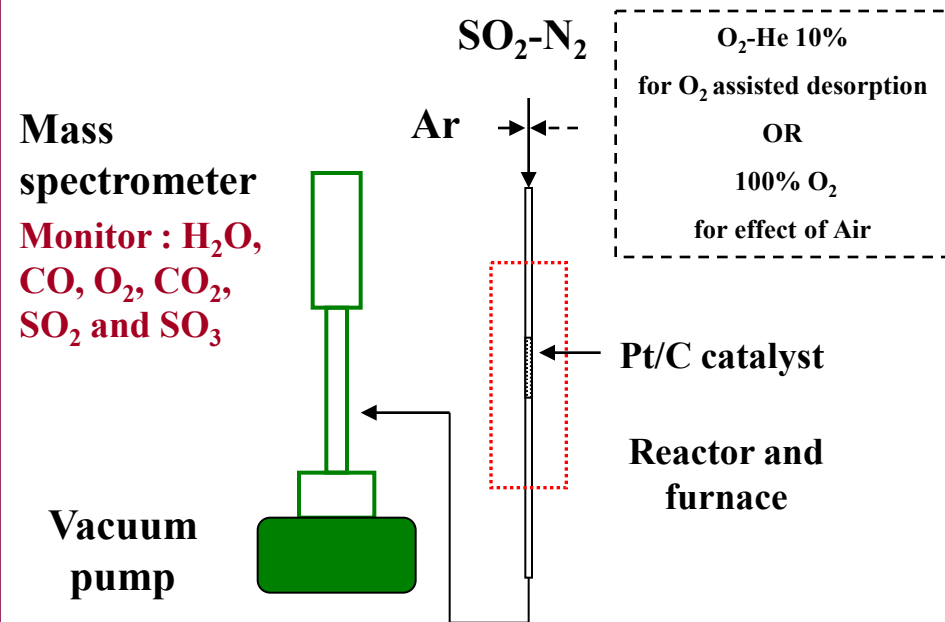 SO₂-N₂
O₂-He 10%
for O₂ assisted desorption
OR
100% O₂
for effect of Air
Ar
Mass
spectrometer
Monitor : H₂O,
CO, O₂, CO₂,
SO₂ and SO₃
Pt/C catalyst
Reactor and
furnace
Vacuum
pump